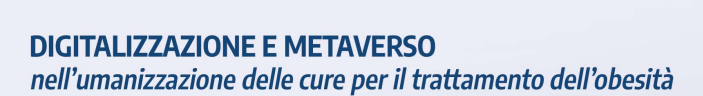 DIGITALIZZAZIONE E METAVERSO
nell'umanizzazione delle cure per il trattamento dell'obesità